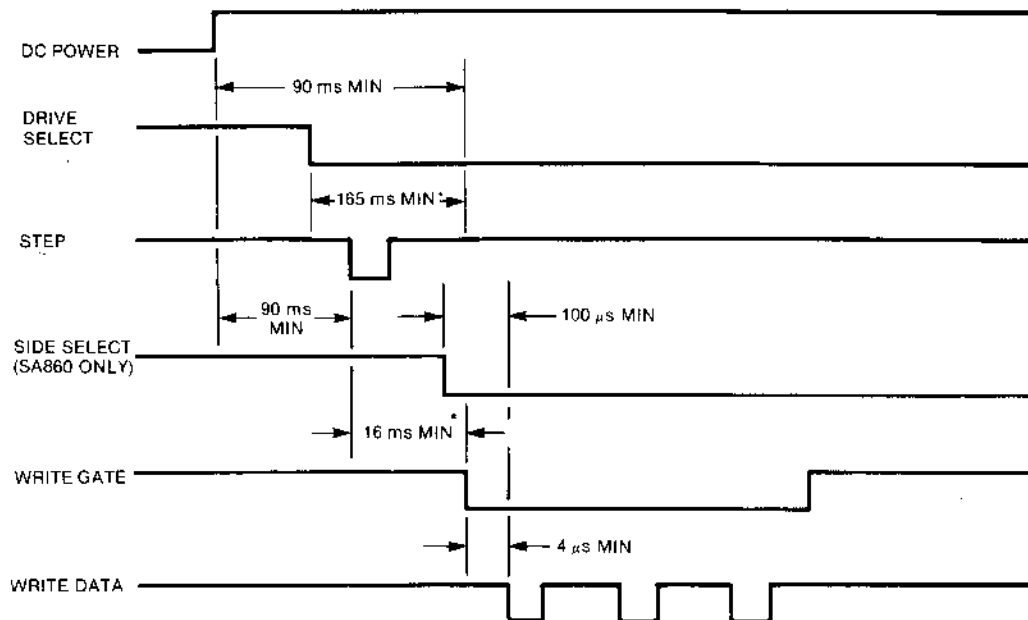 DC POWER
90 ms MIN
DRIVE
SELECT
165 ms MIN*
STEP
90 ms
MIN
100 μs MIN
SIDE SELECT
(SA860 ONLY)
16 ms MIN*
WRITE GATE
4 μs MIN
WRITE DATA